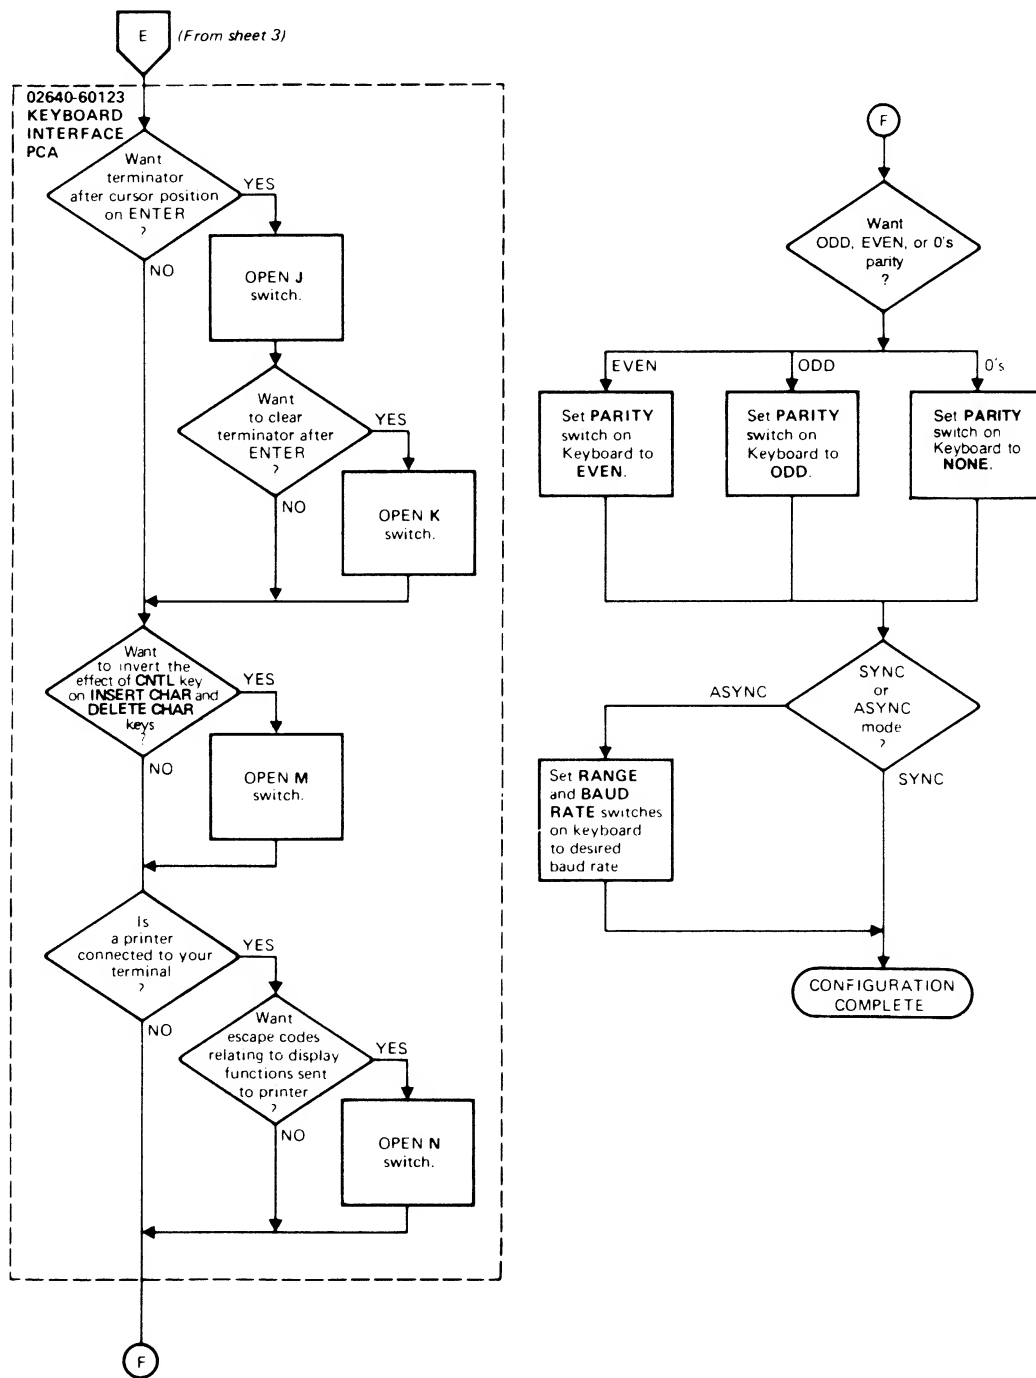 E
(From sheet 3)
02640-60123
KEYBOARD
INTERFACE
PCA
Want
terminator
after cursor position
on ENTER
?
YES
NO
OPEN J
switch.
Want
to clear
terminator after
ENTER
?
YES
NO
OPEN K
switch.
Want
to invert the
effect of CNTL key
on INSERT CHAR and
DELETE CHAR
keys
?
YES
NO
OPEN M
switch.
Is
a printer
connected to your
terminal
?
YES
NO
Want
escape codes
relating to display
functions sent
to printer
?
YES
NO
OPEN N
switch.
F
F
Want
ODD, EVEN, or 0's
parity
?
EVEN
ODD
0's
Set PARITY
switch on
Keyboard to
EVEN.
Set PARITY
switch on
Keyboard to
ODD.
Set PARITY
switch on
Keyboard to
NONE.
SYNC
or
ASYNC
mode
?
ASYNC
SYNC
Set RANGE
and BAUD
RATE switches
on keyboard
to desired
baud rate
CONFIGURATION
COMPLETE